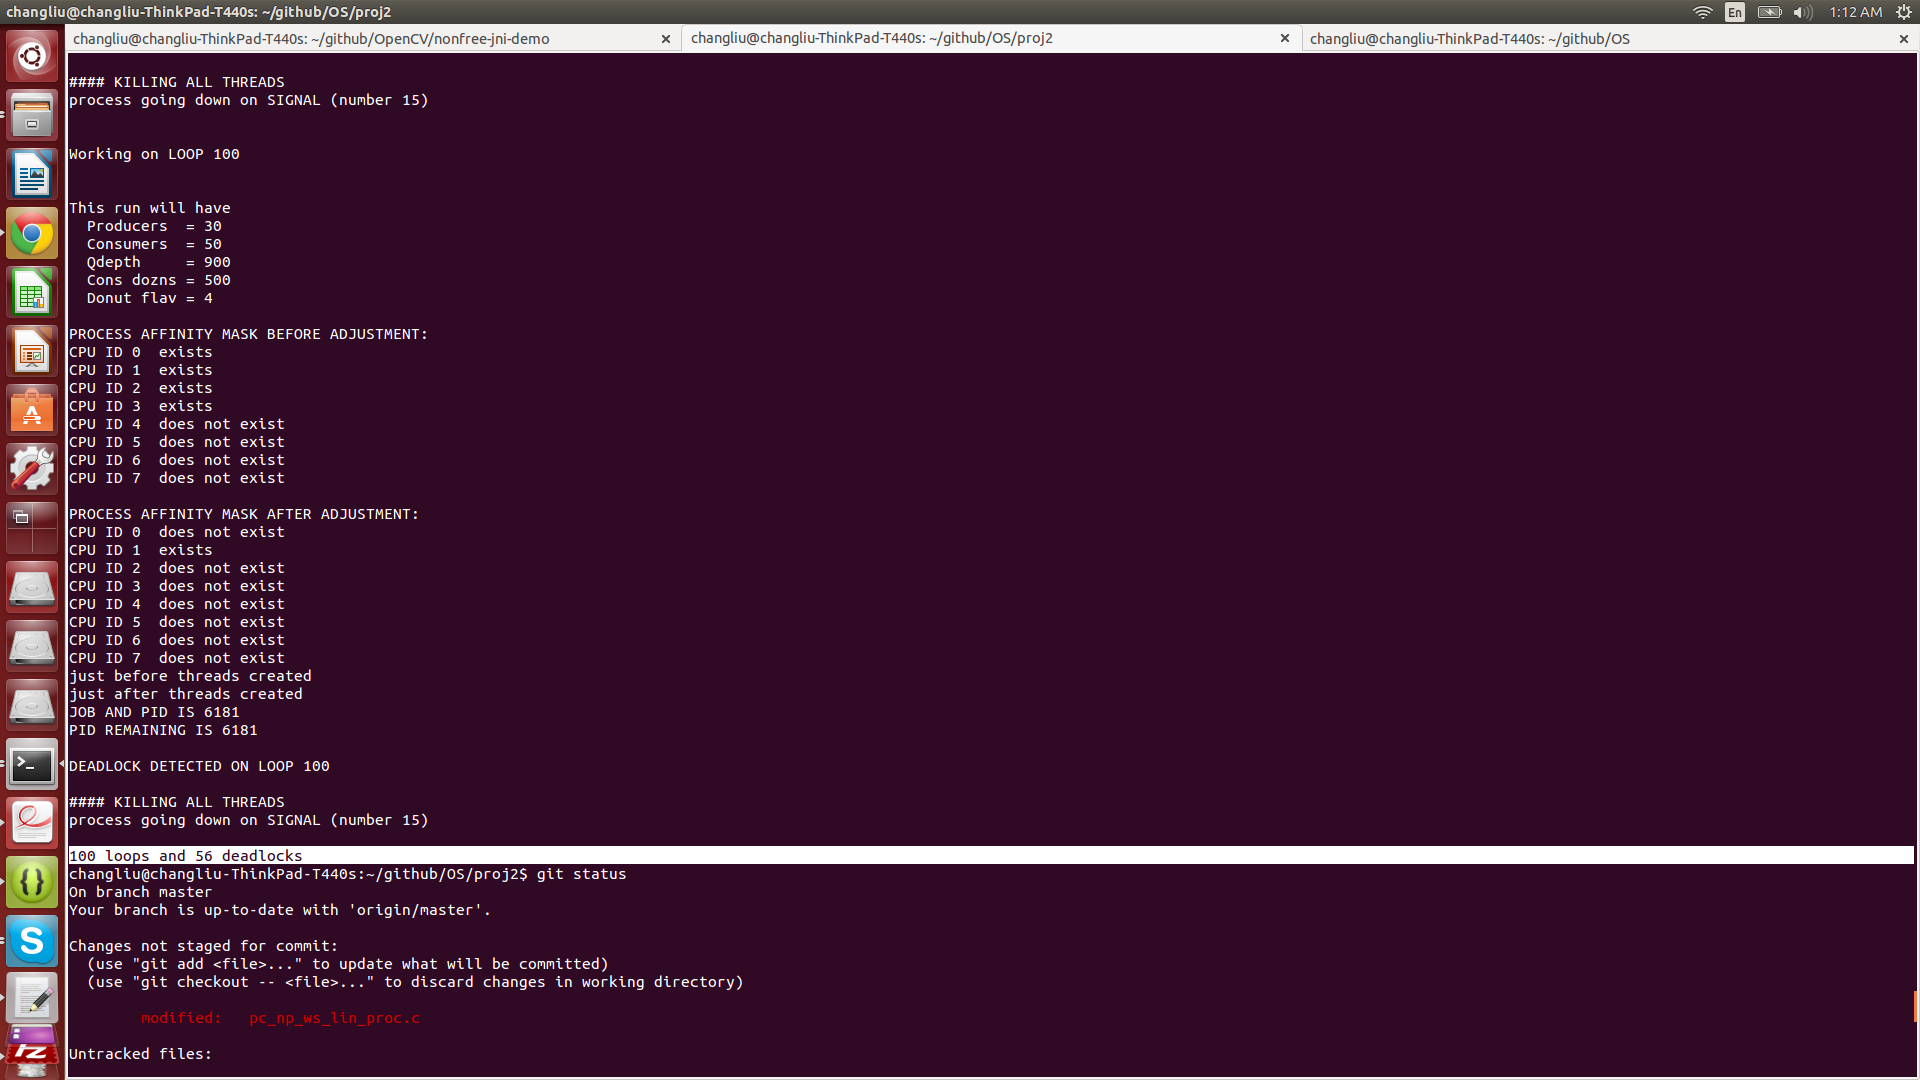 changliu@changliu-ThinkPad-T440s: ~/github/OS/proj2
En
1:12 AM
changliu@changliu-ThinkPad-T440s: ~/github/OpenCV/nonfree-jni-demo
changliu@changliu-ThinkPad-T440s: ~/github/OS/proj2
changliu@changliu-ThinkPad-T440s: ~/github/OS
#### KILLING ALL THREADS
process going down on SIGNAL (number 15)
Working on LOOP 100
This run will have
Producers = 30
Consumers = 50
Qdepth = 900
Cons dozns = 500
Donut flav = 4
PROCESS AFFINITY MASK BEFORE ADJUSTMENT:
CPU ID 0 exists
CPU ID 1 exists
CPU ID 2 exists
CPU ID 3 exists
CPU ID 4 does not exist
CPU ID 5 does not exist
CPU ID 6 does not exist
CPU ID 7 does not exist
PROCESS AFFINITY MASK AFTER ADJUSTMENT:
CPU ID 0 does not exist
CPU ID 1 exists
CPU ID 2 does not exist
CPU ID 3 does not exist
CPU ID 4 does not exist
CPU ID 5 does not exist
CPU ID 6 does not exist
CPU ID 7 does not exist
just before threads created
just after threads created
JOB AND PID IS 6181
PID REMAINING IS 6181
DEADLOCK DETECTED ON LOOP 100
#### KILLING ALL THREADS
process going down on SIGNAL (number 15)
100 loops and 56 deadlocks
changliu@changliu-ThinkPad-T440s:~/github/OS/proj2$ git status
On branch master
Your branch is up-to-date with 'origin/master'.
Changes not staged for commit:
(use "git add <file>..." to update what will be committed)
(use "git checkout -- <file>..." to discard changes in working directory)
modified: pc_np_ws_lin_proc.c
Untracked files: